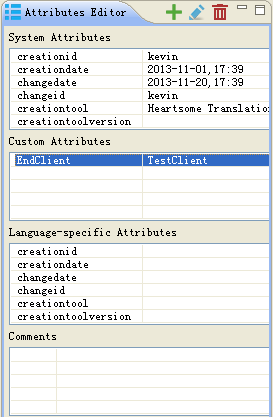 Attributes Editor
System Attributes
creationid kevin
creationdate 2013-11-01,17:39
changedate 2013-11-20,17:39
changeid kevin
creationtool Heartsome Translation
creationtoolversion
Custom Attributes
EndClient TestClient
Language-specific Attributes
creationid
creationdate
changedate
changeid
creationtool
creationtoolversion
Comments